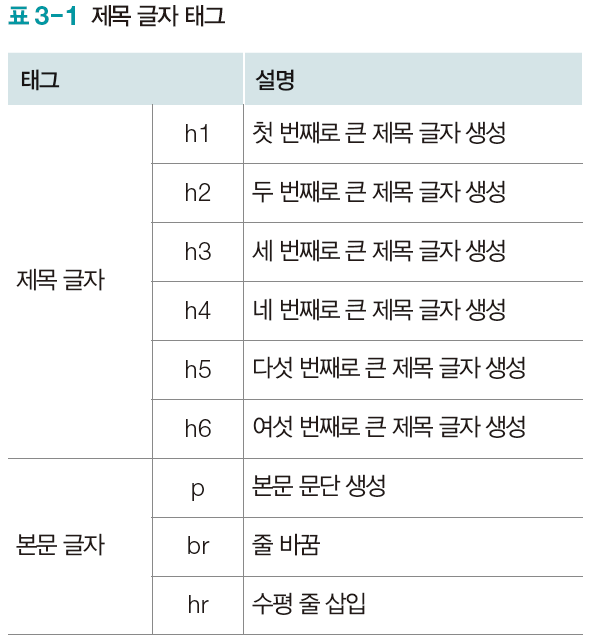 표 3-1 제목 글자 태그
태그 설명
h1 첫 번째로 큰 제목 글자 생성
h2 두 번째로 큰 제목 글자 생성
h3 세 번째로 큰 제목 글자 생성
제목 글자
h4 네 번째로 큰 제목 글자 생성
h5 다섯 번째로 큰 제목 글자 생성
h6 여섯 번째로 큰 제목 글자 생성
p 본문 문단 생성
본문 글자 br 줄 바꿈
hr 수평 줄 삽입